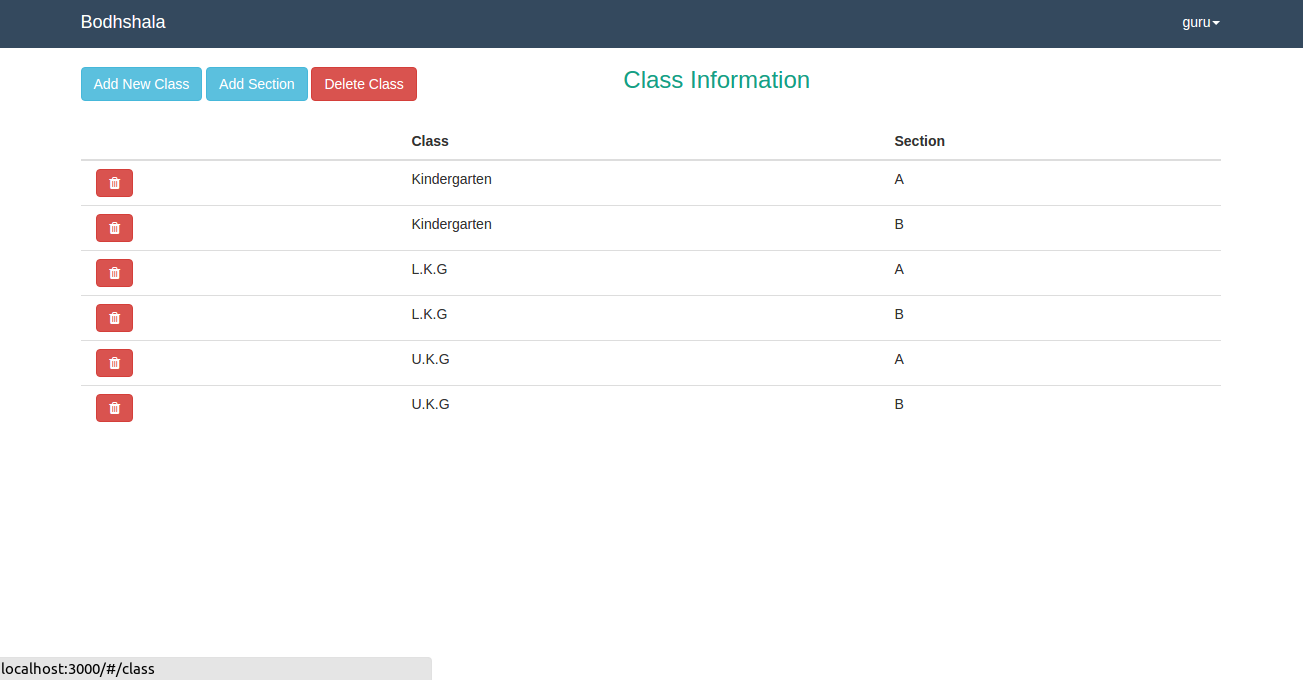 Bodhshala guru
Add New Class Add Section Delete Class Class Information
Class Section
Kindergarten A
Kindergarten B
L.K.G A
L.K.G B
U.K.G A
U.K.G B
localhost:3000/#/class